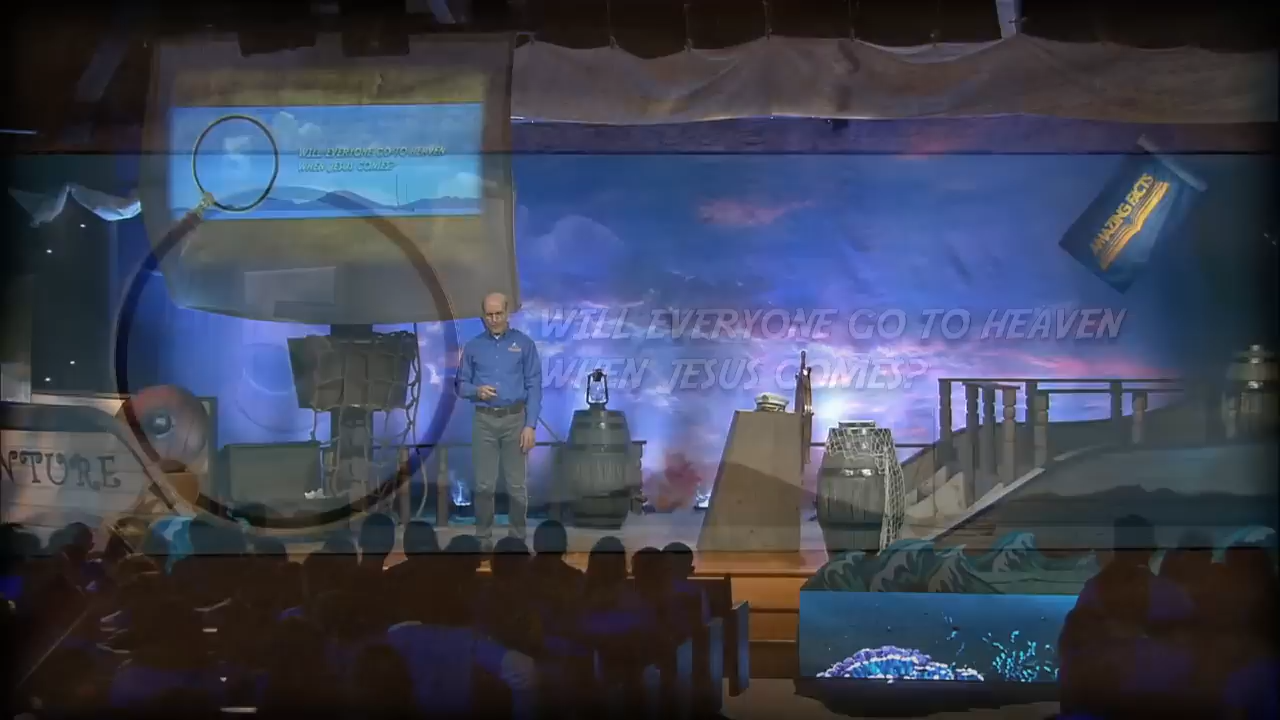 WILL EVERYONE GO TO HEAVEN
WHEN JESUS COMES?
AMAZING FACTS
WILL EVERYONE GO TO HEAVEN
WHEN JESUS COMES?
NTURE